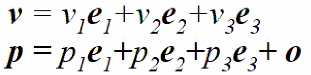 v = v₁e₁+v₂e₂+v₃e₃
p = p₁e₁+p₂e₂+p₃e₃+ o